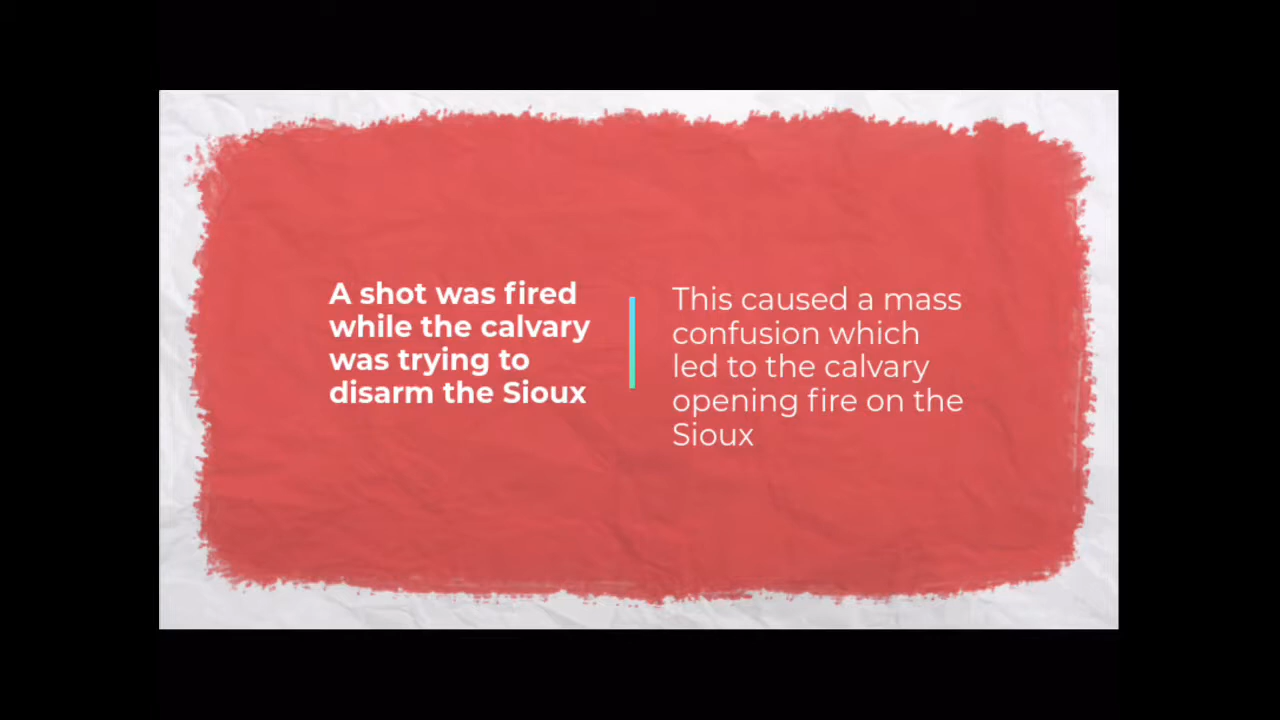 A shot was fired
while the calvary
was trying to
disarm the Sioux
This caused a mass
confusion which
led to the calvary
opening fire on the
Sioux